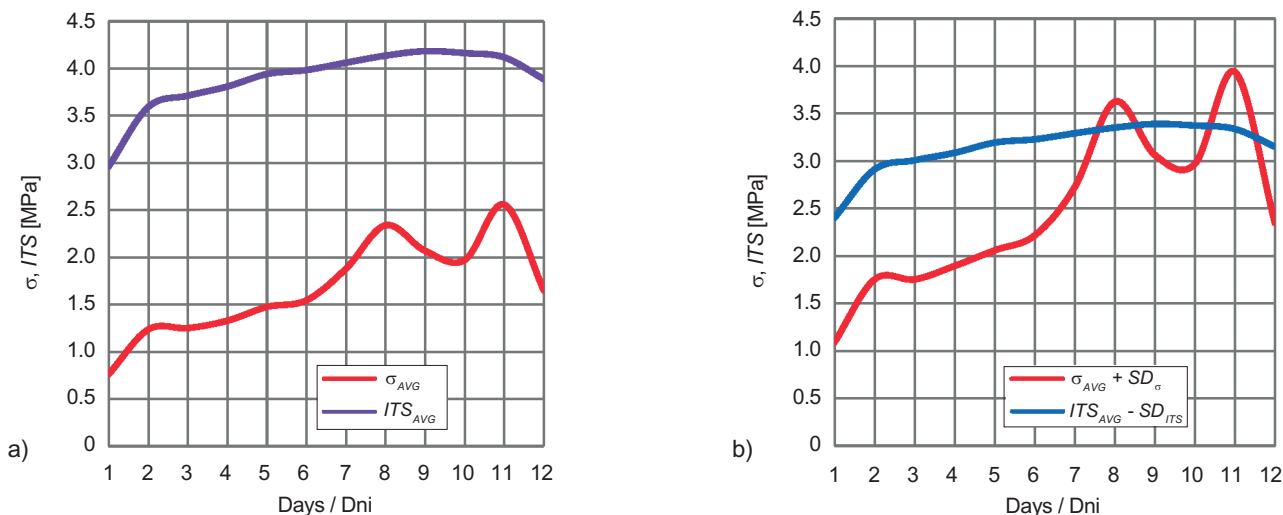 4.5
4.0
3.5
3.0
2.5
2.0
1.5
1.0
0.5
0
σ, ITS [MPa]
σAVG
ITSAVG
1 2 3 4 5 6 7 8 9 10 11 12
Days / Dni
a)
4.5
4.0
3.5
3.0
2.5
2.0
1.5
1.0
0.5
0
σ, ITS [MPa]
σAVG + SDσ
ITSAVG - SDITS
1 2 3 4 5 6 7 8 9 10 11 12
Days / Dni
b)